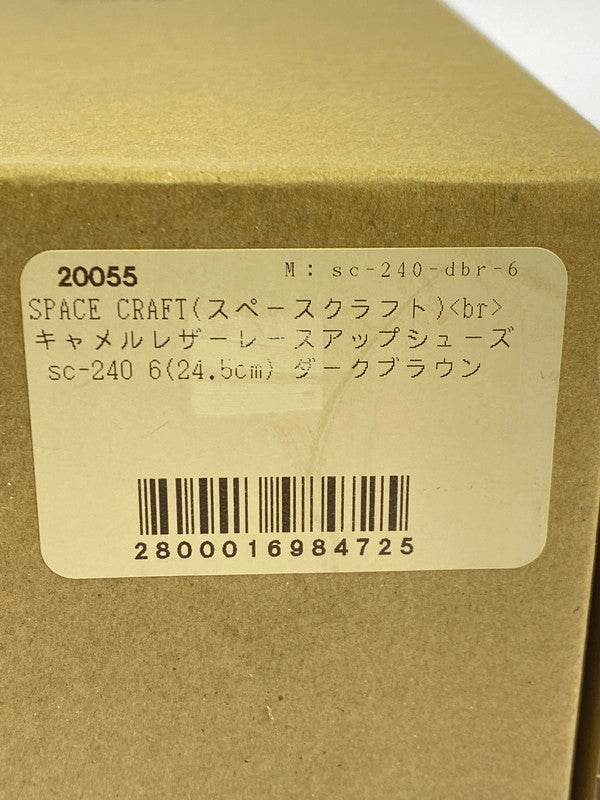 20055 M: sc-240-dbr-6
SPACE CRAFT(スペースクラフト)<br>
キャメルレザーレースアップシューズ
sc-240 6(24.5cm) ダークブラウン
2800016984725